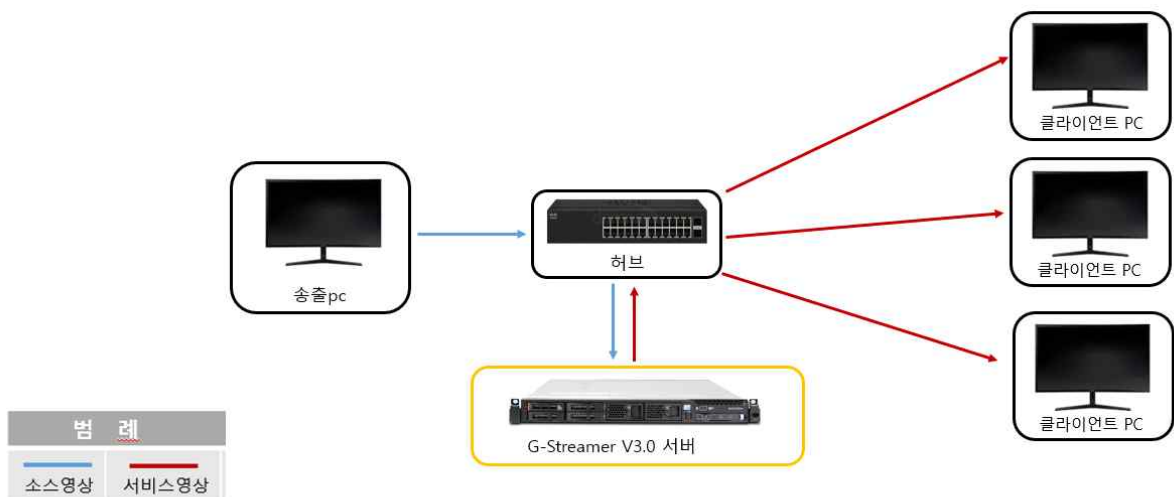 클라이언트 PC
송출pc
허브
클라이언트 PC
G-Streamer V3.0 서버
클라이언트 PC
범 례
소스영상 서비스영상